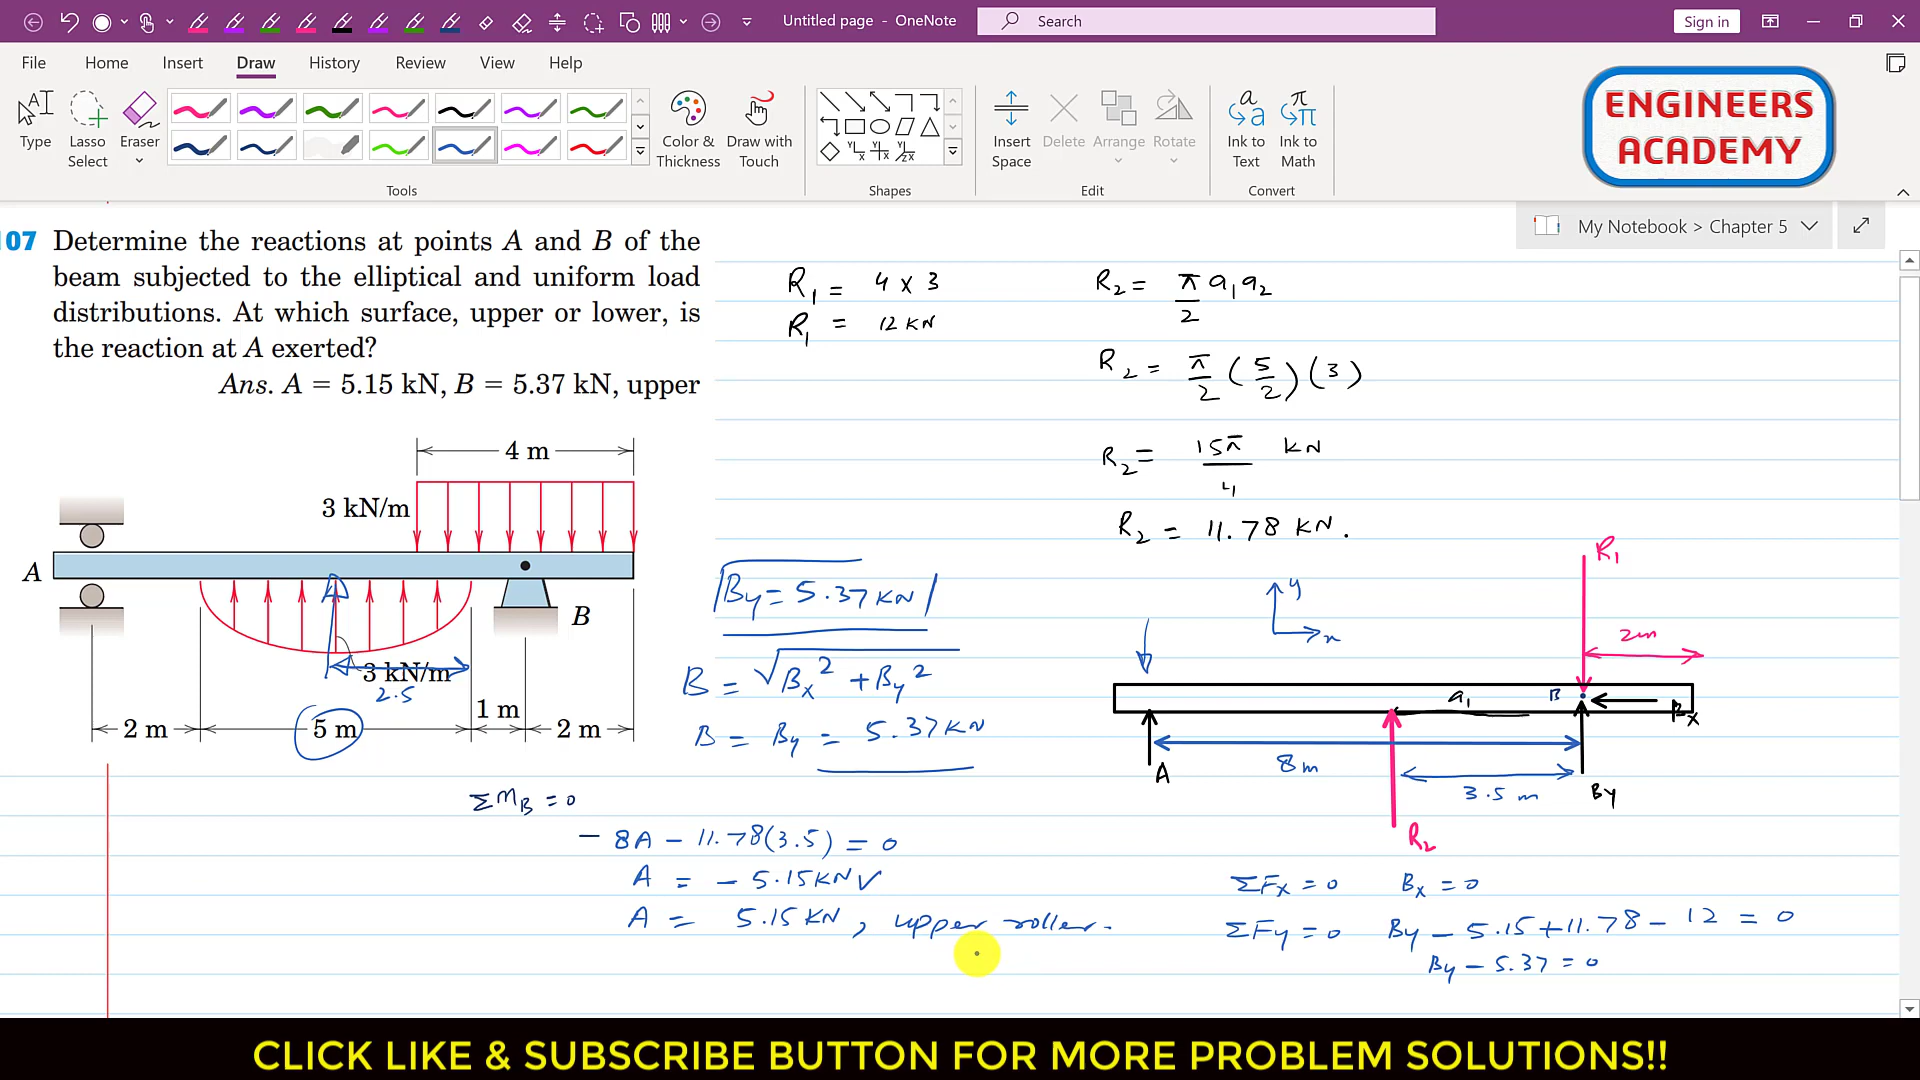 Untitled page - OneNote
Search
Sign in
File Home Insert Draw History Review View Help
Type
Lasso Select
Eraser
Color & Thickness
Draw with Touch
Insert Space
Delete
Arrange
Rotate
Ink to Text
Ink to Math
Tools
Shapes
Edit
Convert
ENGINEERS
ACADEMY
My Notebook > Chapter 5
107 Determine the reactions at points A and B of the
beam subjected to the elliptical and uniform load
distributions. At which surface, upper or lower, is
the reaction at A exerted?
Ans. A = 5.15 kN, B = 5.37 kN, upper
4 m
3 kN/m
A
B
3 kN/m
2.5
2 m
5 m
1 m
2 m
R₁ = 4 x 3
R₁ = 12 KN
R₂ = π/2 a₁a₂
R₂ = π/2 (5/2)(3)
R₂ = 15π/4 KN
R₂ = 11.78 KN.
By = 5.37 KN
B = √Bx² + By²
B = By = 5.37 KN
y
x
R₁
2m
a₁
B
Bx
A
8m
3.5 m
By
R₂
ΣM_B = 0
- 8A - 11.78(3.5) = 0
A = - 5.15 KN ✓
A = 5.15 KN, upper roller.
ΣFx = 0 Bx = 0
ΣFy = 0 By - 5.15 + 11.78 - 12 = 0
By - 5.37 = 0
CLICK LIKE & SUBSCRIBE BUTTON FOR MORE PROBLEM SOLUTIONS!!